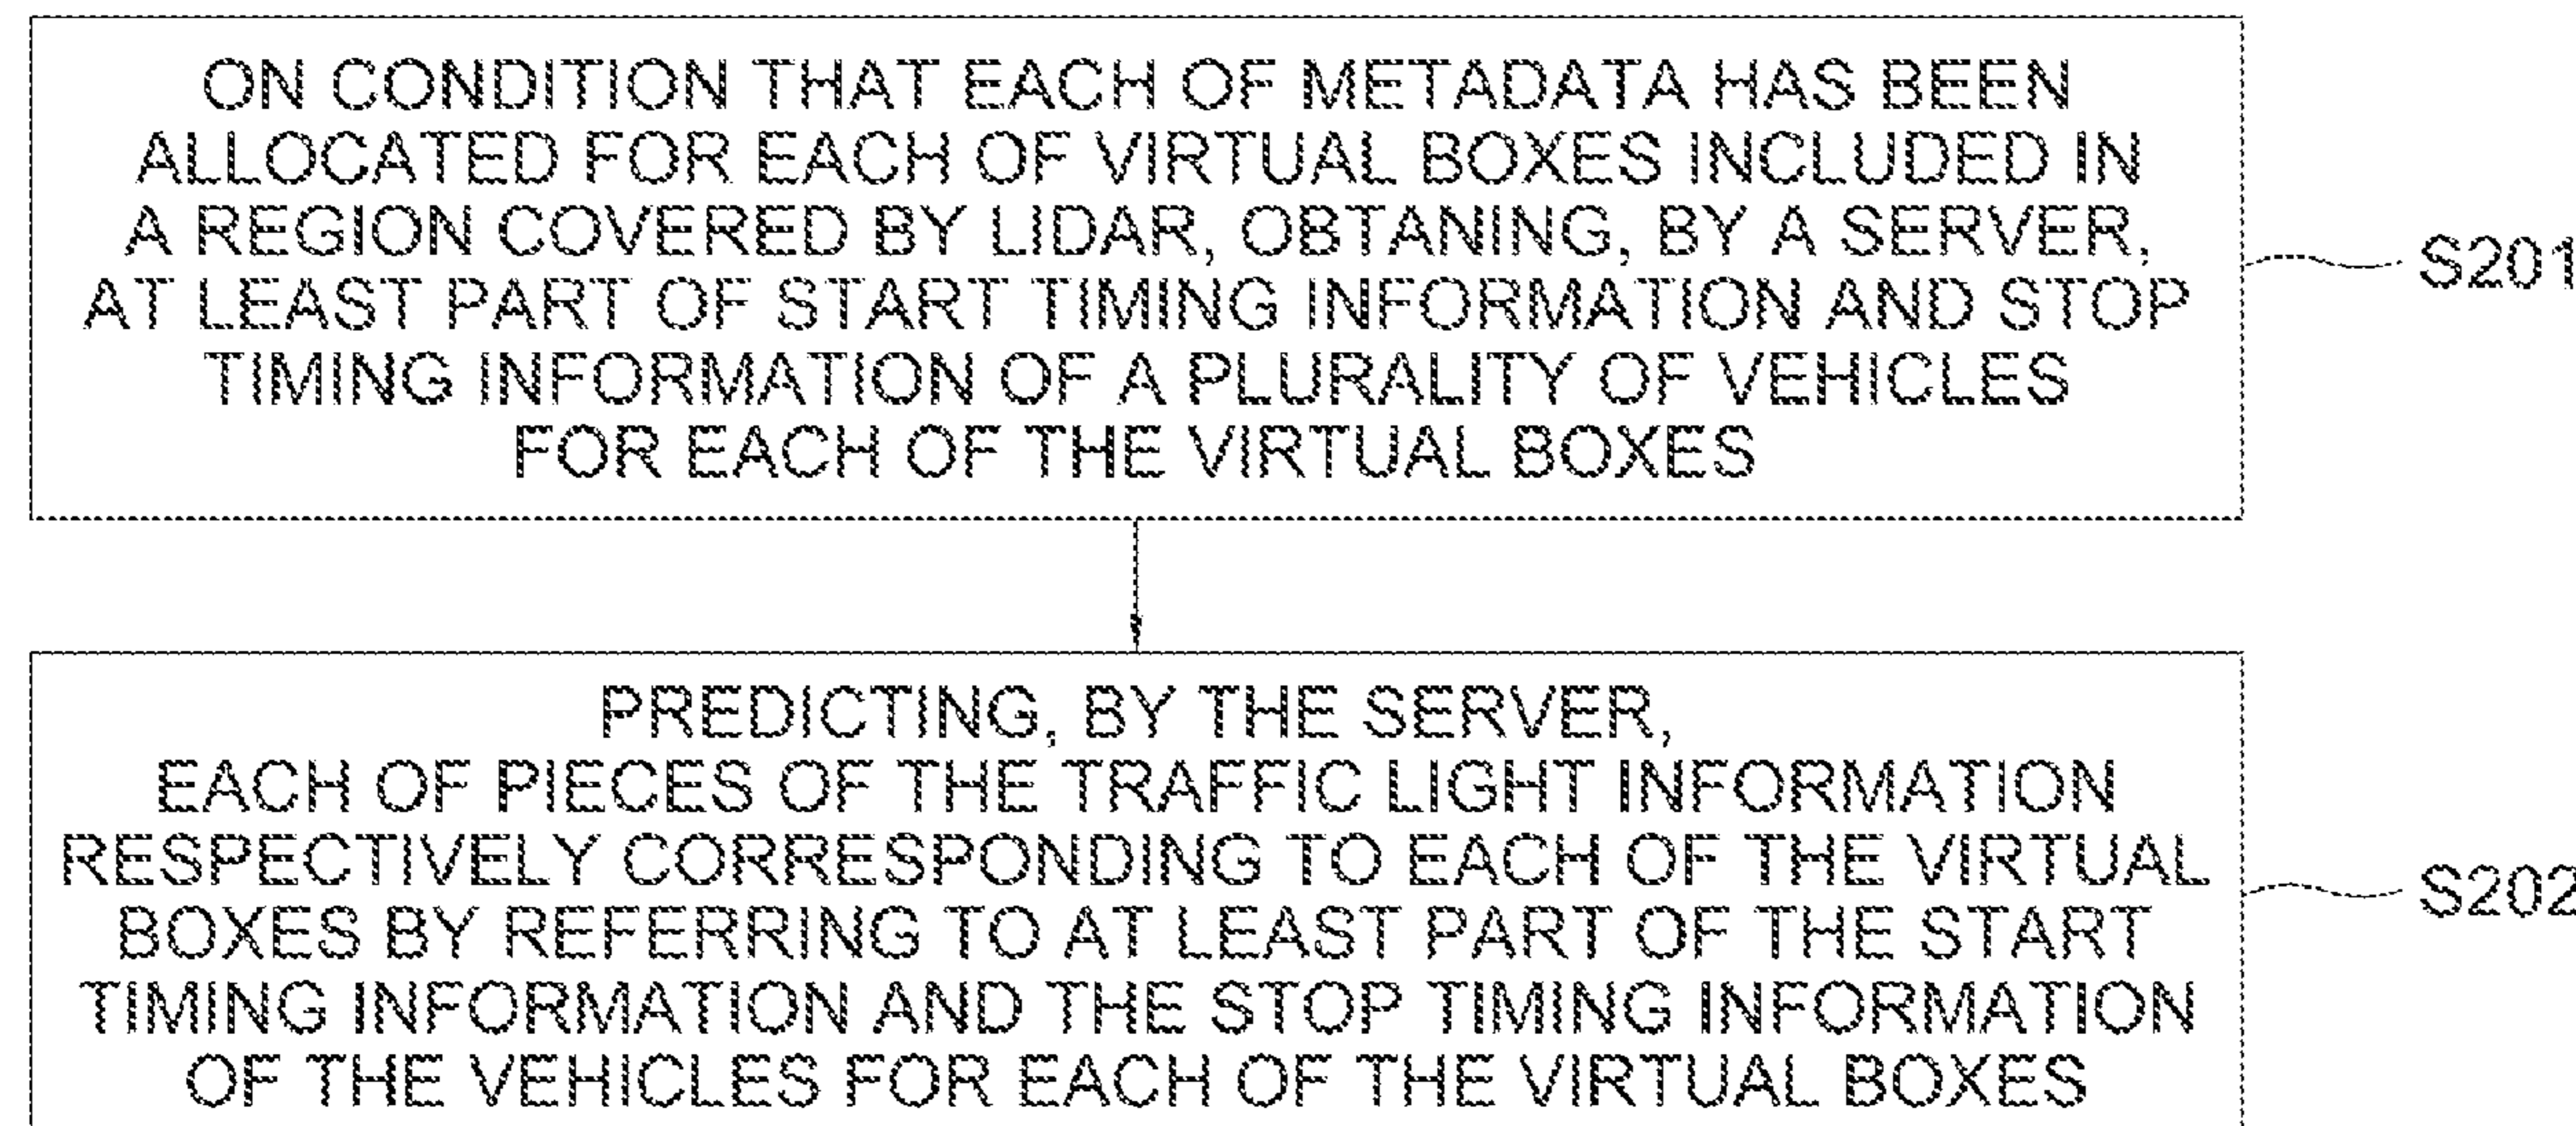 ON CONDITION THAT EACH OF METADATA HAS BEEN
ALLOCATED FOR EACH OF VIRTUAL BOXES INCLUDED IN
A REGION COVERED BY LIDAR, OBTANING, BY A SERVER,
AT LEAST PART OF START TIMING INFORMATION AND STOP
TIMING INFORMATION OF A PLURALITY OF VEHICLES
FOR EACH OF THE VIRTUAL BOXES
S201
PREDICTING, BY THE SERVER,
EACH OF PIECES OF THE TRAFFIC LIGHT INFORMATION
RESPECTIVELY CORRESPONDING TO EACH OF THE VIRTUAL
BOXES BY REFERRING TO AT LEAST PART OF THE START
TIMING INFORMATION AND THE STOP TIMING INFORMATION
OF THE VEHICLES FOR EACH OF THE VIRTUAL BOXES
S202